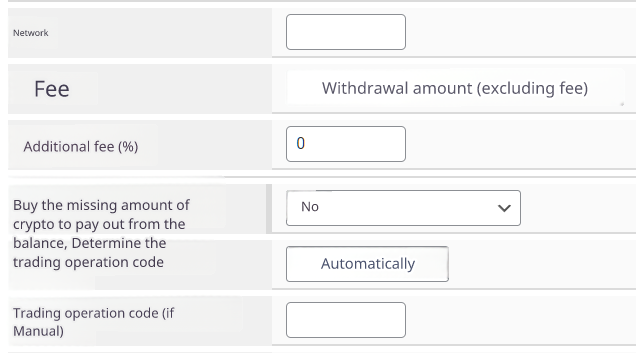 Network
Fee
Withdrawal amount (excluding fee)
Additional fee (%)
0
Buy the missing amount of
crypto to pay out from the
balance, Determine the
trading operation code
No
Automatically
Trading operation code (if
Manual)